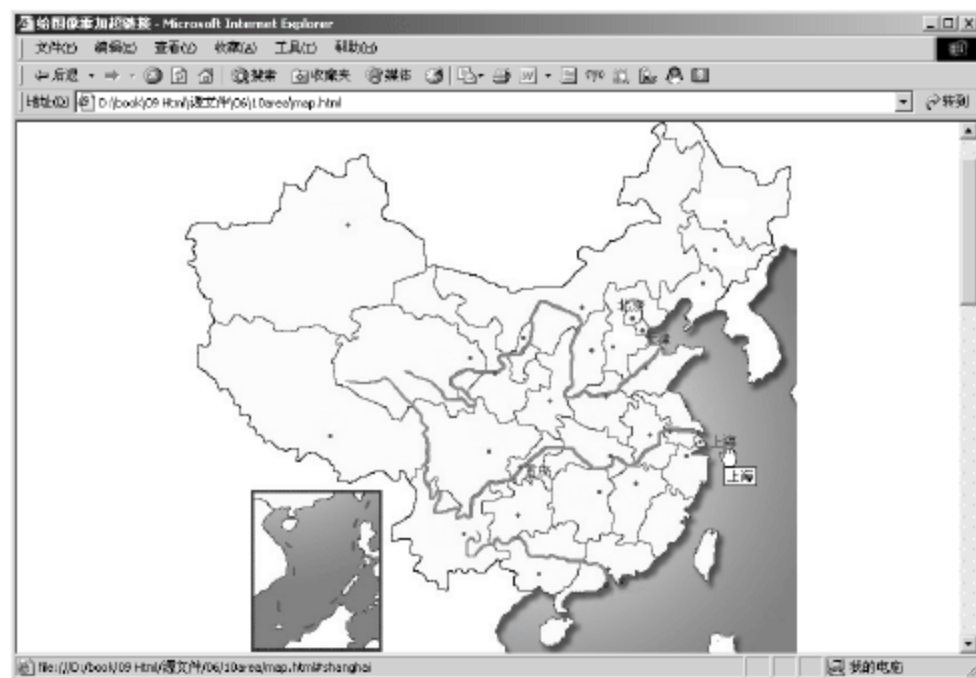 给图像添加超链接 - Microsoft Internet Explorer
文件(F) 编辑(E) 查看(V) 收藏(A) 工具(T) 帮助(H)
后退 搜索 收藏夹 媒体
地址(D) D:\book\09 Html\源文件\06\10area\map.html 转到
北京
天津
上海
重庆
上海
file:///D:/book/09 Html/源文件/06/10area/map.html#shanghai 我的电脑